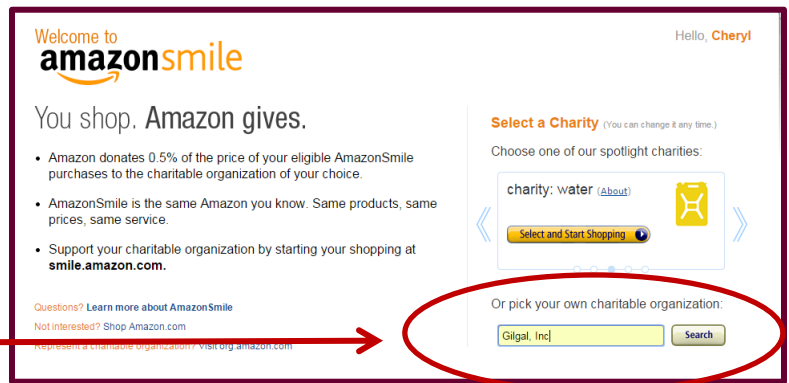 Welcome to
amazonsmile
Hello, Cheryl
You shop. Amazon gives.
• Amazon donates 0.5% of the price of your eligible AmazonSmile
purchases to the charitable organization of your choice.
• AmazonSmile is the same Amazon you know. Same products, same
prices, same service.
• Support your charitable organization by starting your shopping at
smile.amazon.com.
Questions? Learn more about AmazonSmile
Not interested? Shop Amazon.com
Represent a charitable organization? Visit org.amazon.com
Select a Charity (You can change it any time.)
Choose one of our spotlight charities:
charity: water (About)
Select and Start Shopping
Or pick your own charitable organization:
Gilgal, Inc
Search